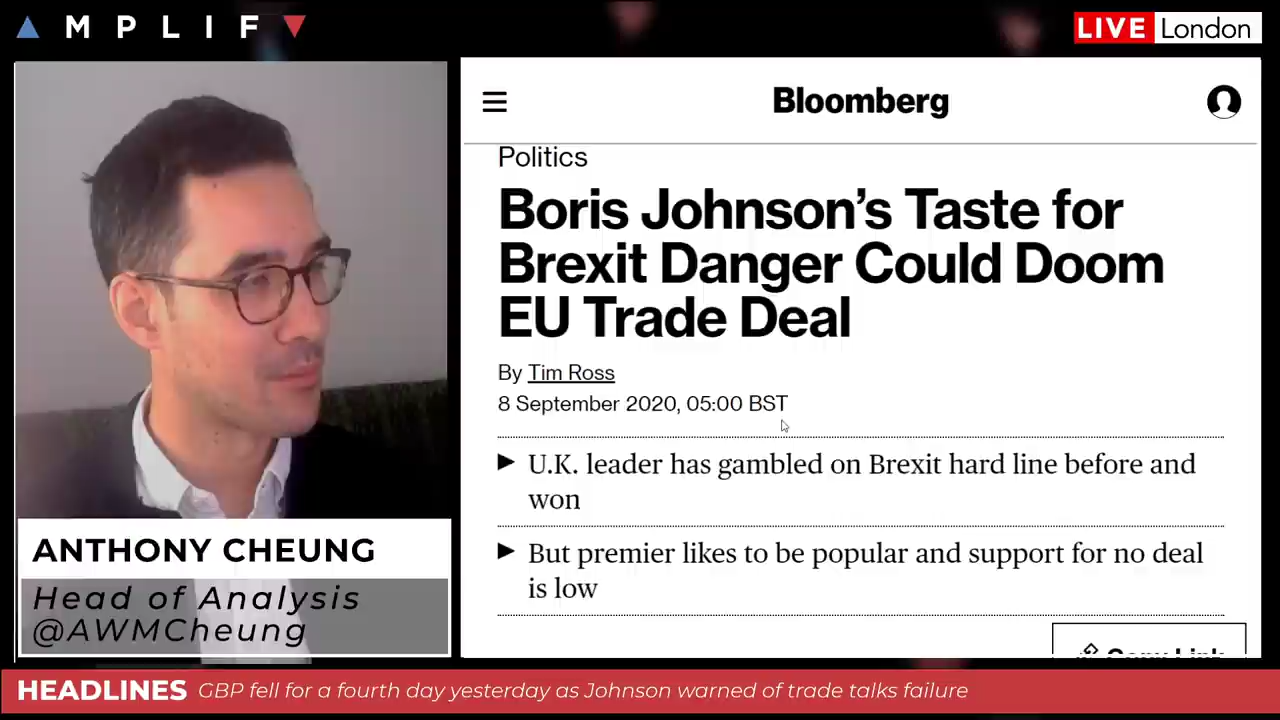 AMPLIFY
LIVE London
Bloomberg
Politics
Boris Johnson's Taste for
Brexit Danger Could Doom
EU Trade Deal
By Tim Ross
8 September 2020, 05:00 BST
U.K. leader has gambled on Brexit hard line before and
won
But premier likes to be popular and support for no deal
is low
Copy Link
ANTHONY CHEUNG
Head of Analysis
@AWMCheung
HEADLINES GBP fell for a fourth day yesterday as Johnson warned of trade talks failure